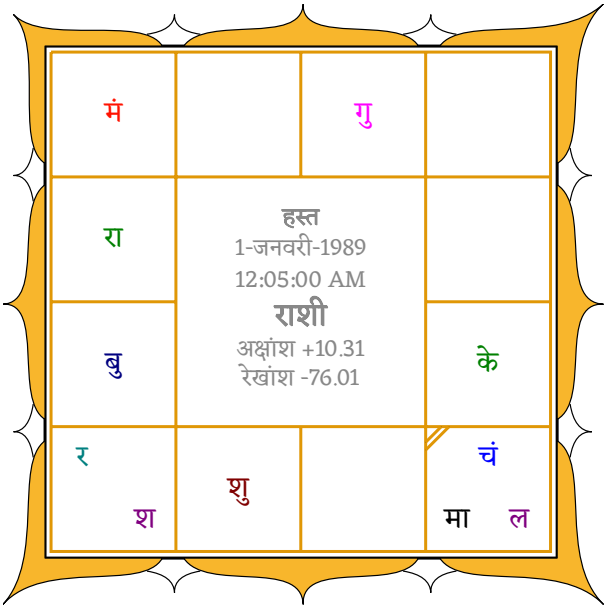 मं
गु
रा
हस्त
1-जनवरी-1989
12:05:00 AM
राशी
अक्षांश +10.31
रेखांश -76.01
बु
के
र
श
शु
चं
मा
ल